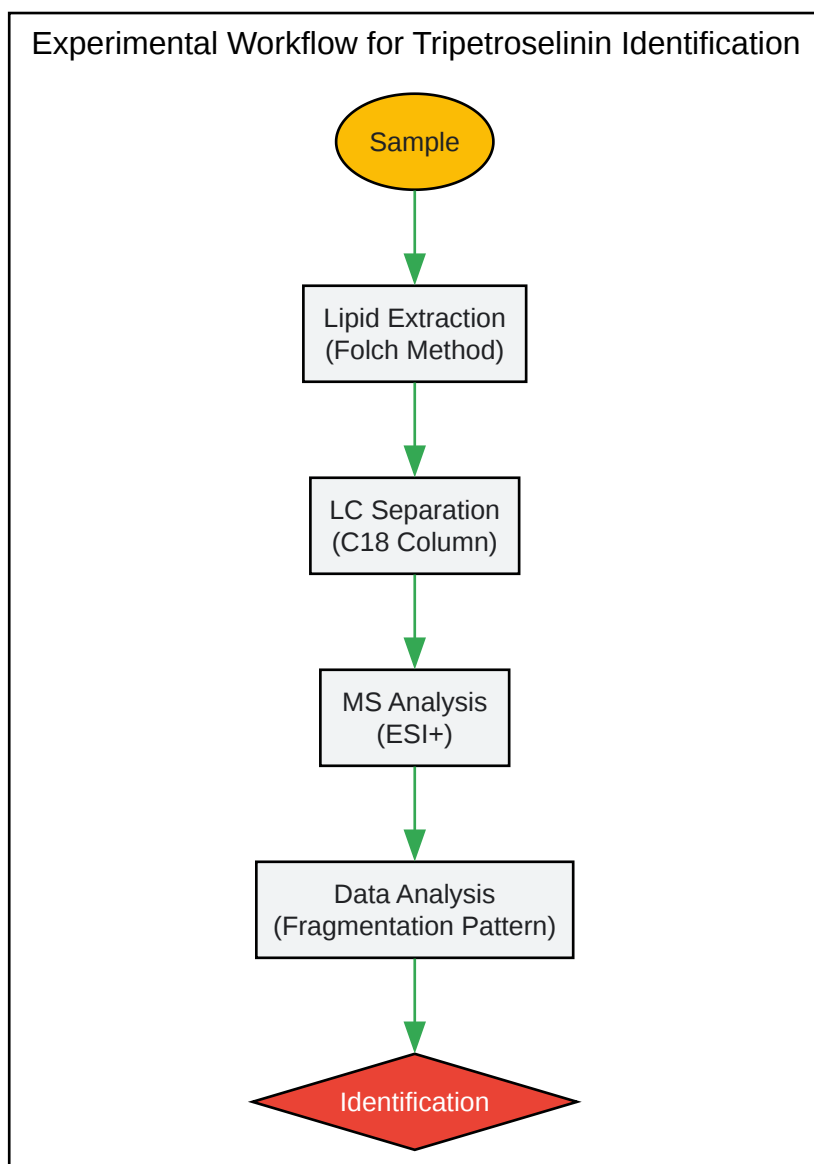 Experimental Workflow for Tripetroselinin Identification
Sample
Lipid Extraction
(Folch Method)
LC Separation
(C18 Column)
MS Analysis
(ESI+)
Data Analysis
(Fragmentation Pattern)
Identification